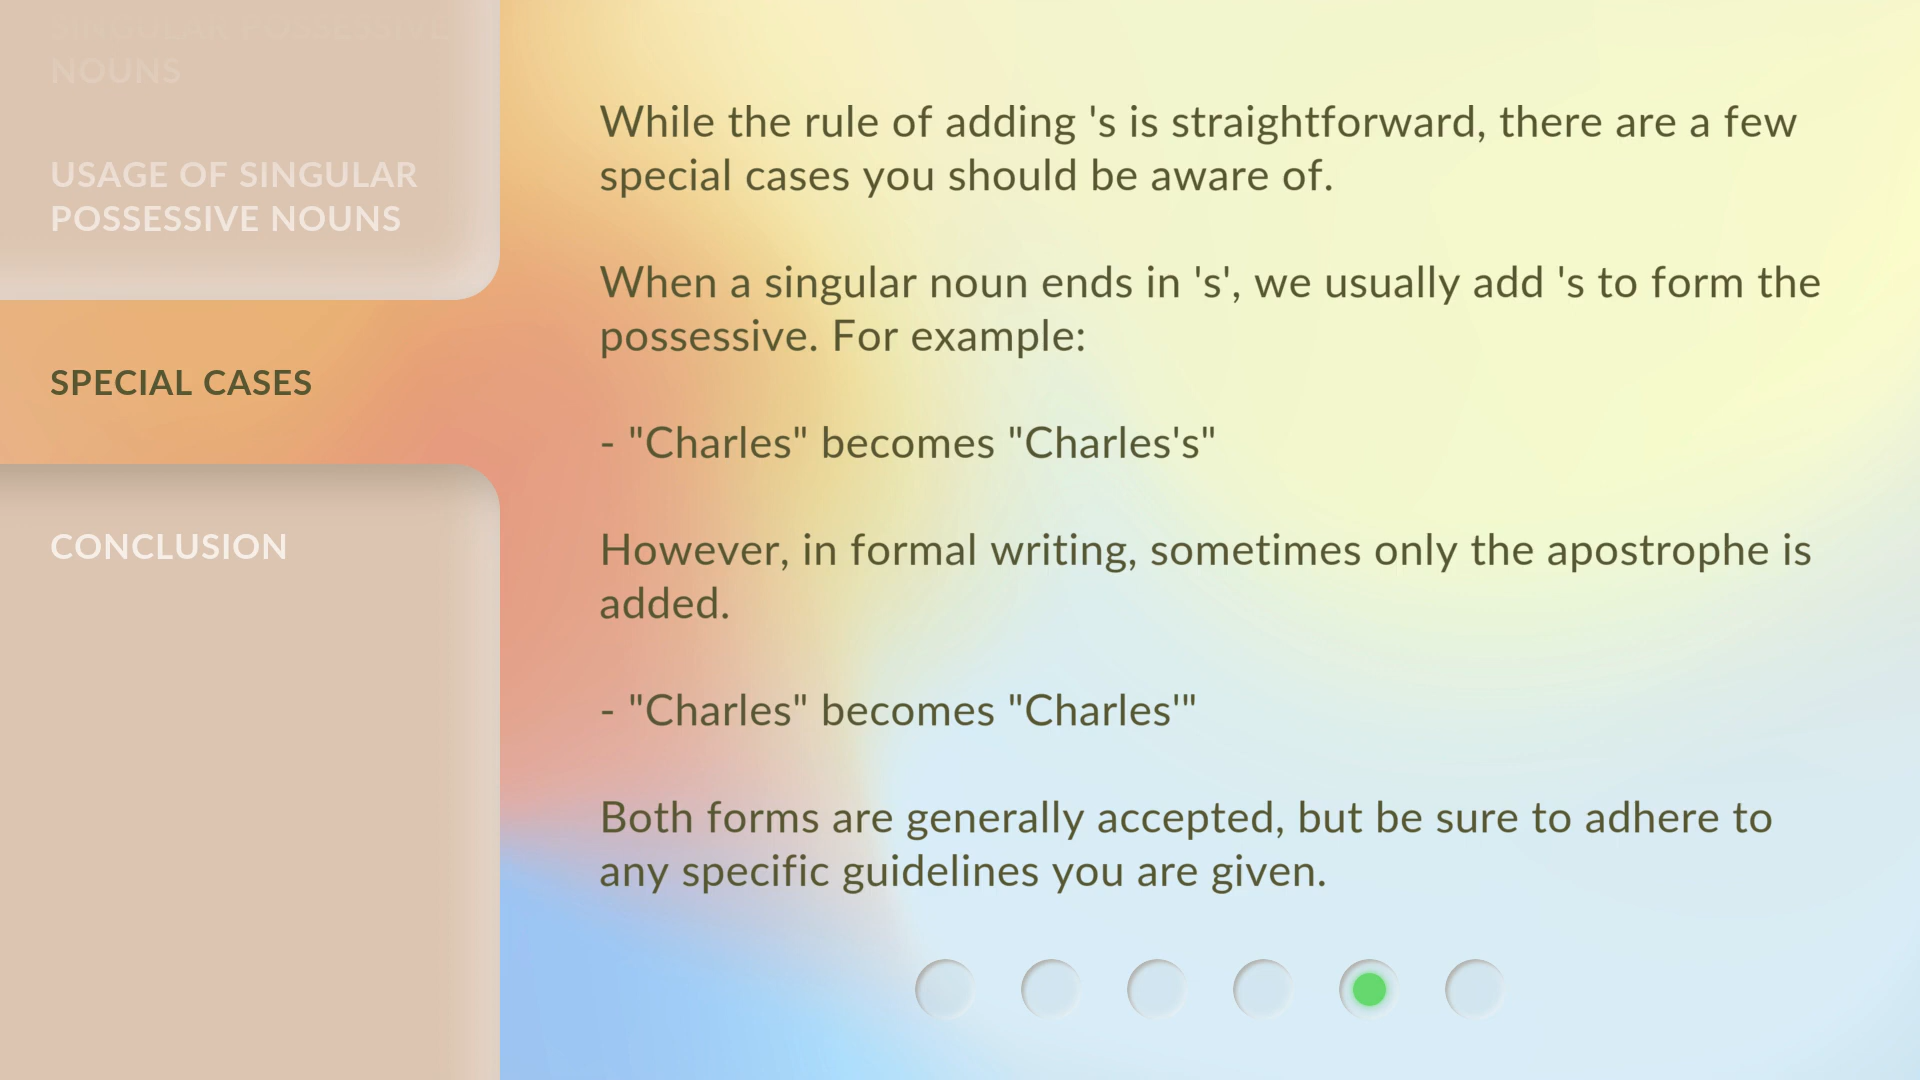 SINGULAR POSSESSIVE
NOUNS
USAGE OF SINGULAR
POSSESSIVE NOUNS
SPECIAL CASES
CONCLUSION
While the rule of adding 's is straightforward, there are a few
special cases you should be aware of.
When a singular noun ends in 's', we usually add 's to form the
possessive. For example:
- "Charles" becomes "Charles's"
However, in formal writing, sometimes only the apostrophe is
added.
- "Charles" becomes "Charles'"
Both forms are generally accepted, but be sure to adhere to
any specific guidelines you are given.